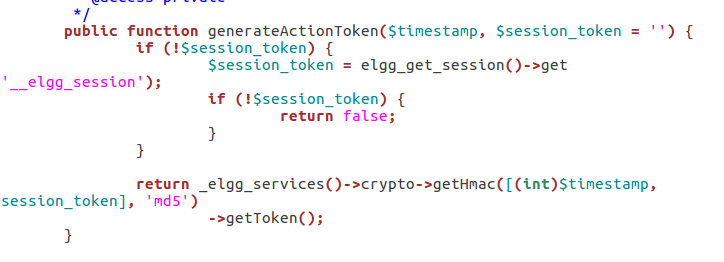 @access private
*/
public function generateActionToken($timestamp, $session_token = '') {
if (!$session_token) {
$session_token = elgg_get_session()->get
'__elgg_session');
if (!$session_token) {
return false;
}
}
return _elgg_services()->crypto->getHmac([(int)$timestamp,
session_token], 'md5')
->getToken();
}